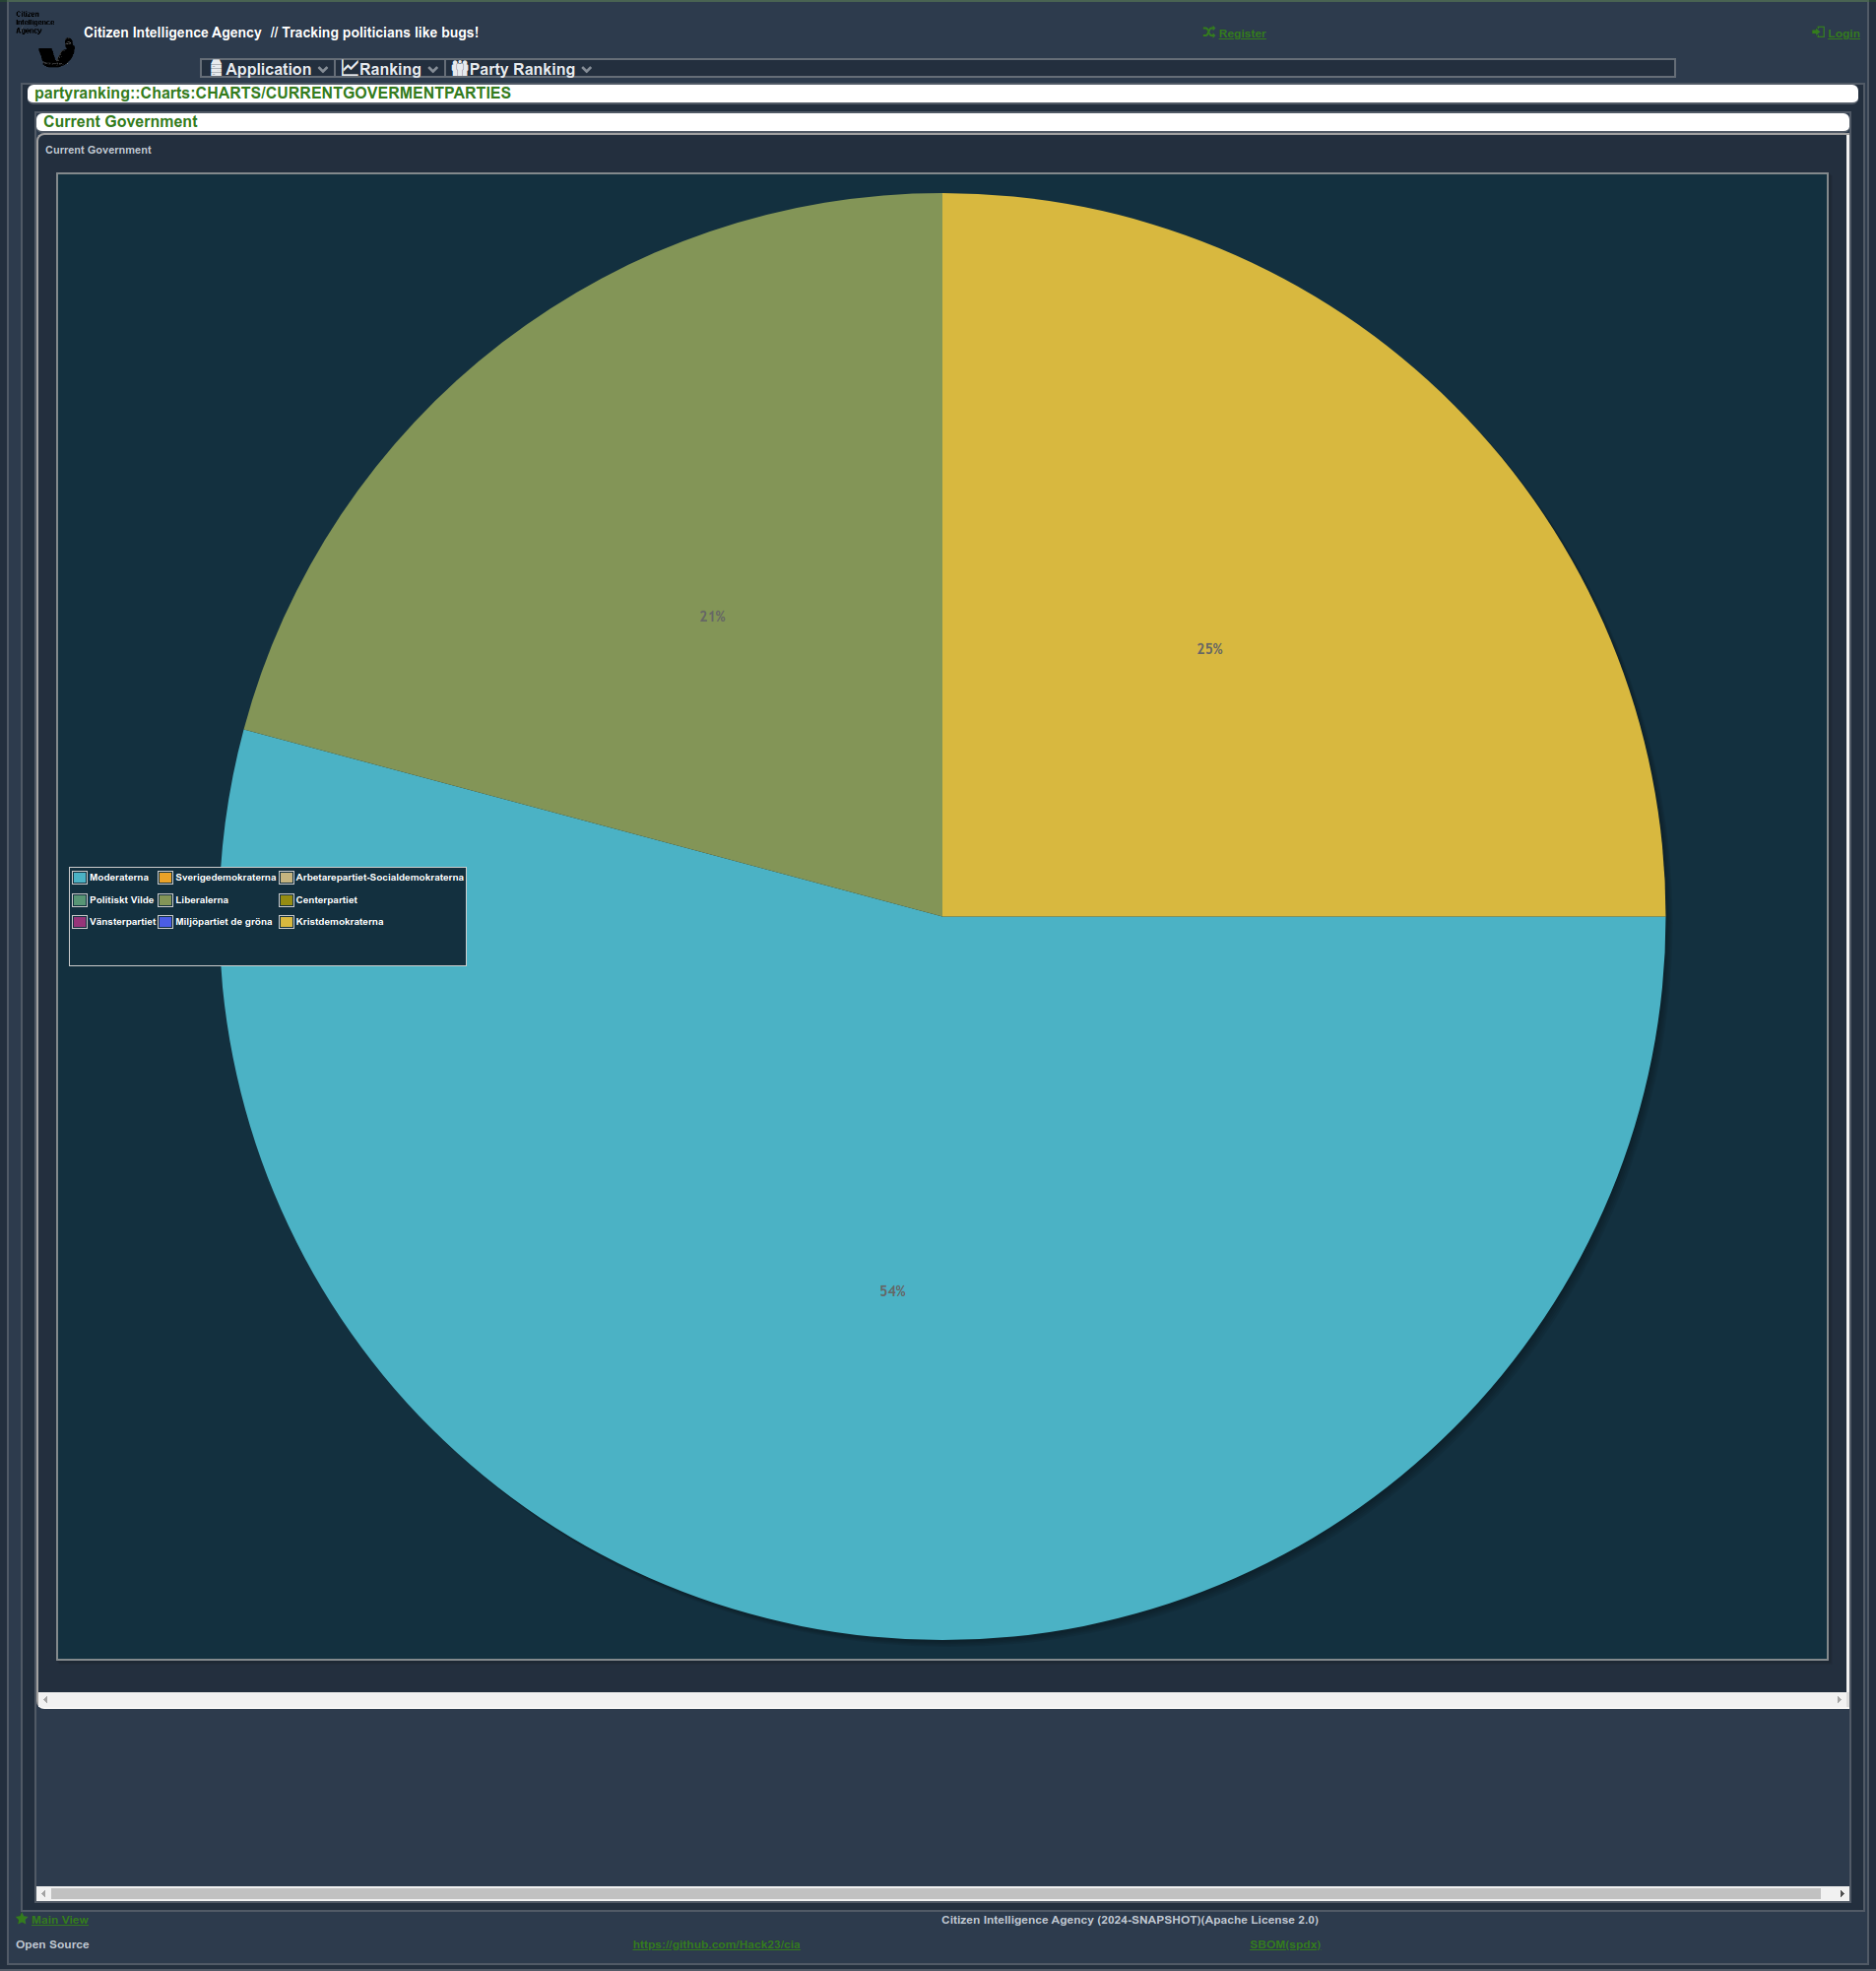 Citizen
Intelligence
Agency
Citizen Intelligence Agency // Tracking politicians like bugs!
Register
Login
Application
Ranking
Party Ranking
partyranking::Charts:CHARTS/CURRENTGOVERMENTPARTIES
Current Government
Current Government
21%
25%
Moderaterna Sverigedemokraterna Arbetarepartiet-Socialdemokraterna
Politiskt Vilde Liberalerna Centerpartiet
Vänsterpartiet Miljöpartiet de gröna Kristdemokraterna
54%
Main View
Citizen Intelligence Agency (2024-SNAPSHOT)(Apache License 2.0)
Open Source
https://github.com/Hack23/cia
SBOM(spdx)